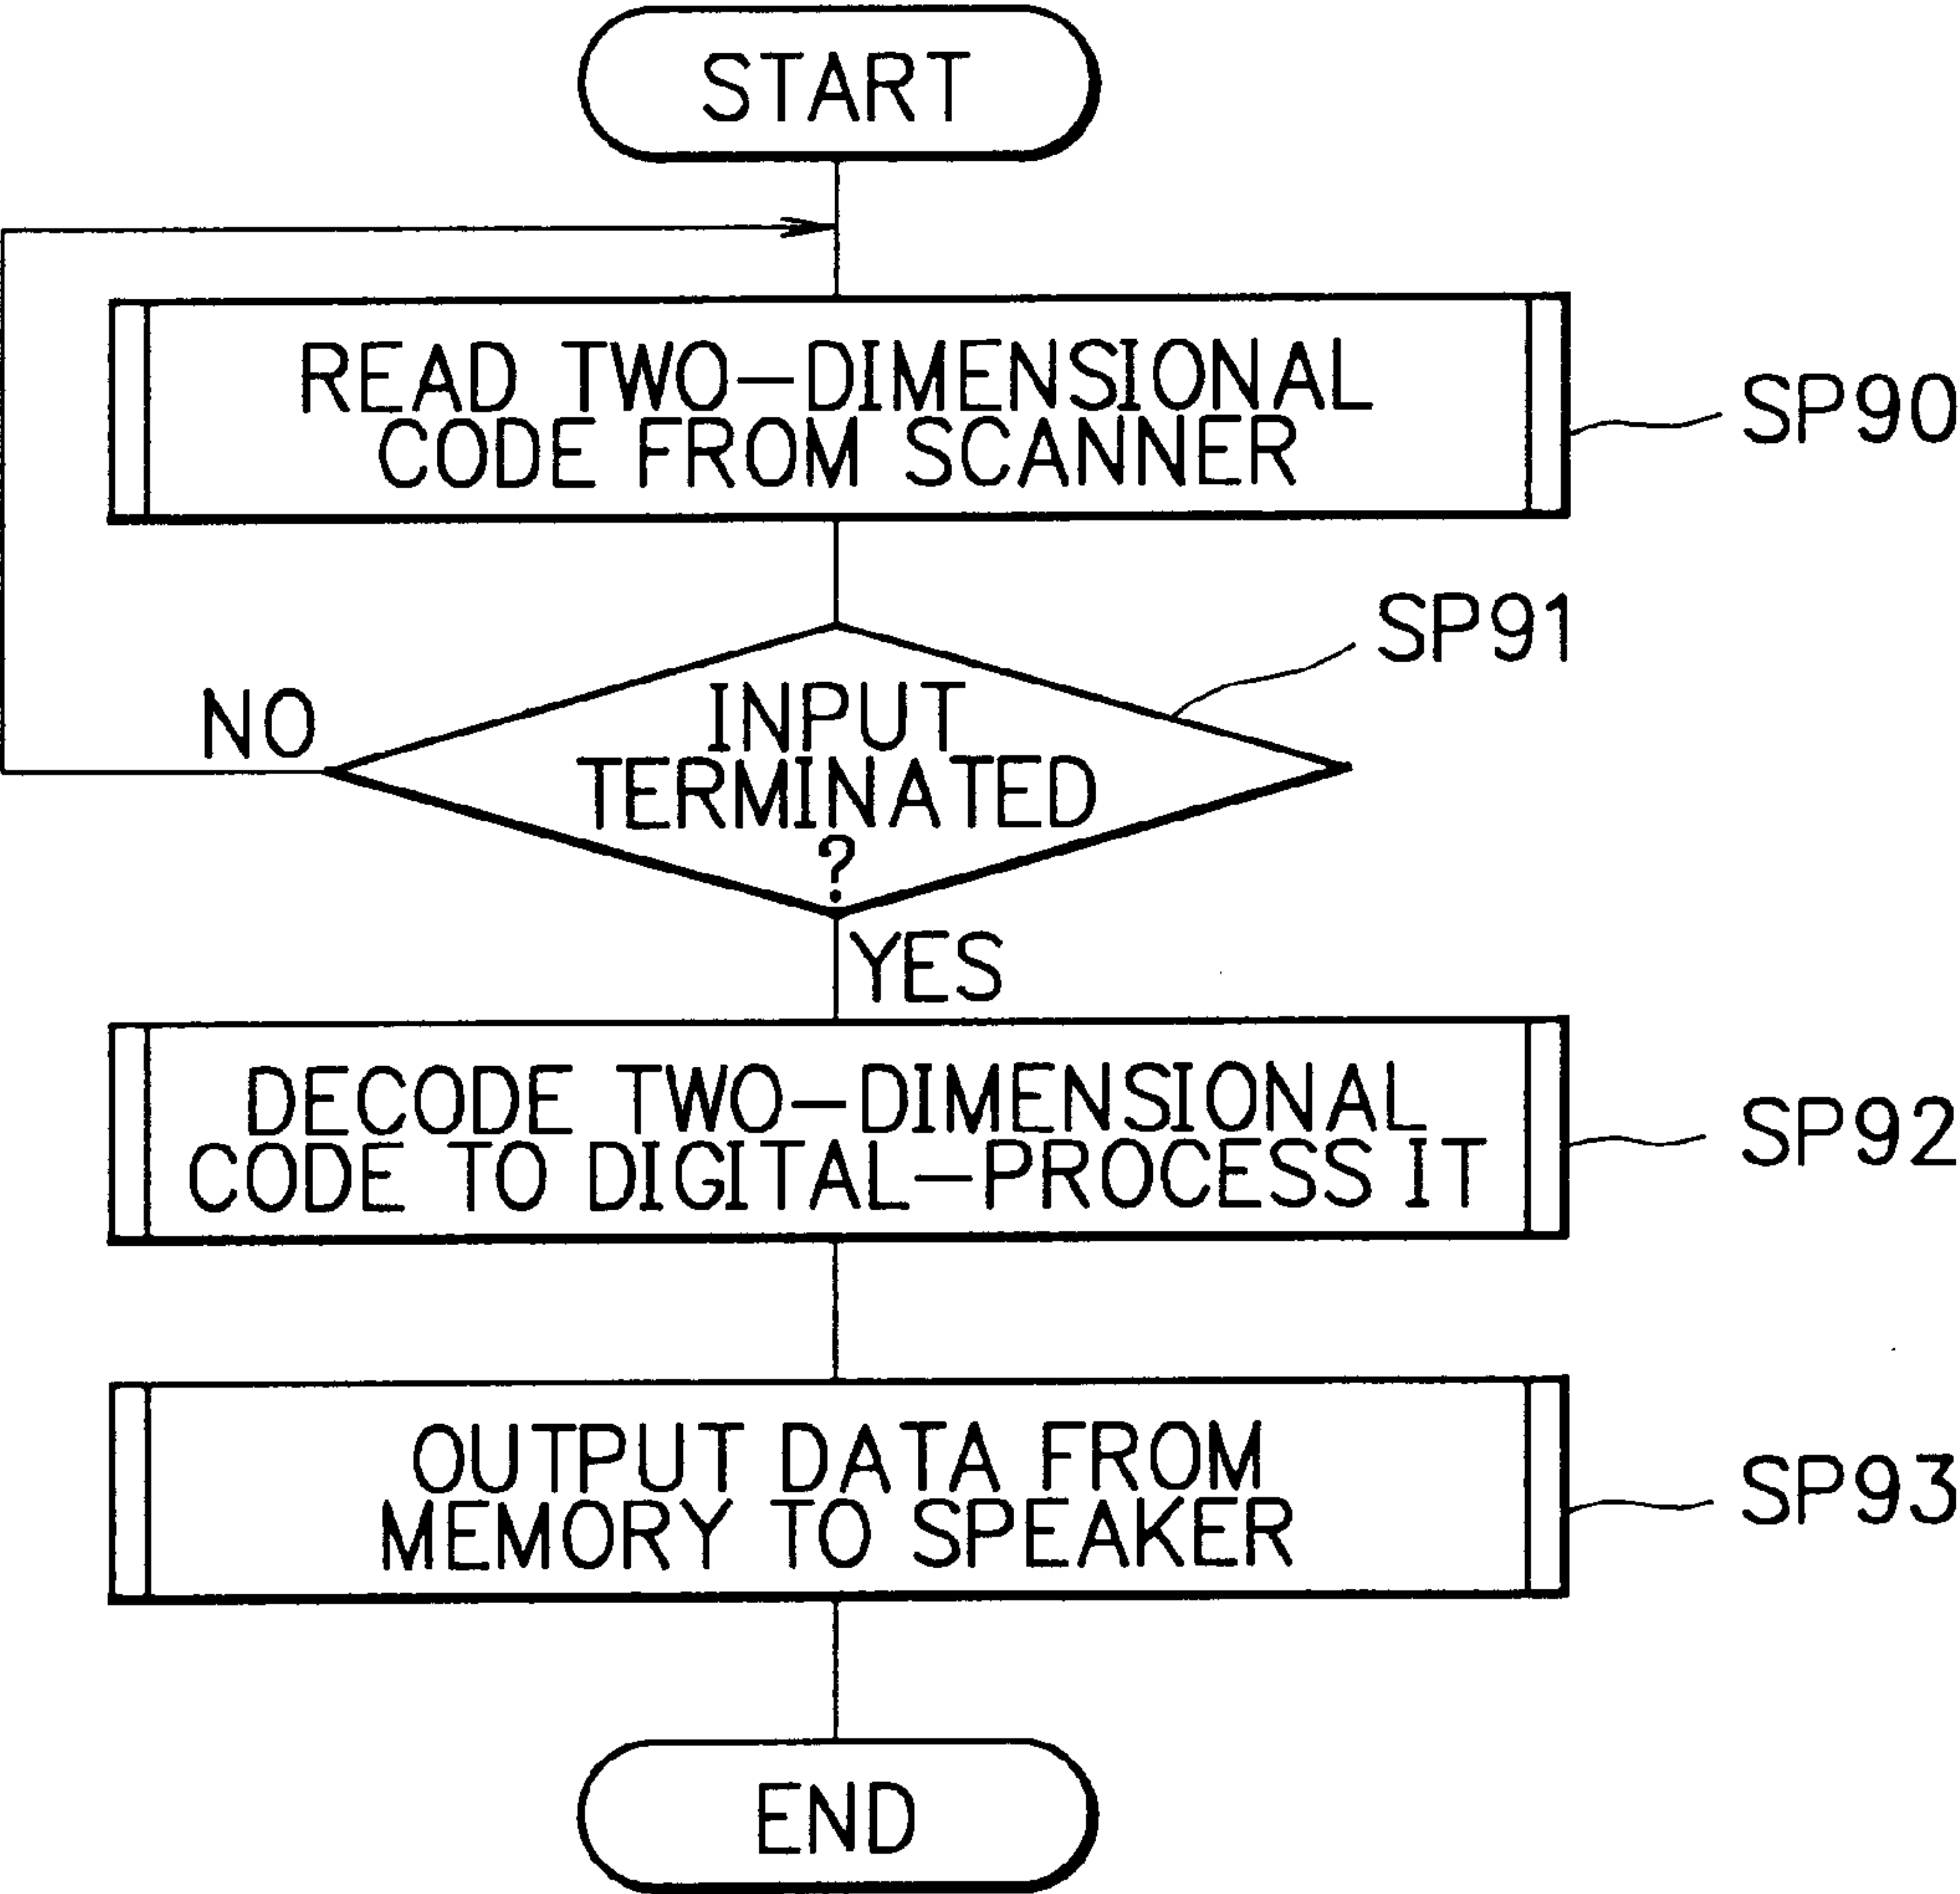 START
READ TWO-DIMENSIONAL
CODE FROM SCANNER
SP90
SP91
NO
INPUT
TERMINATED
?
YES
DECODE TWO-DIMENSIONAL
CODE TO DIGITAL-PROCESS IT
SP92
OUTPUT DATA FROM
MEMORY TO SPEAKER
SP93
END